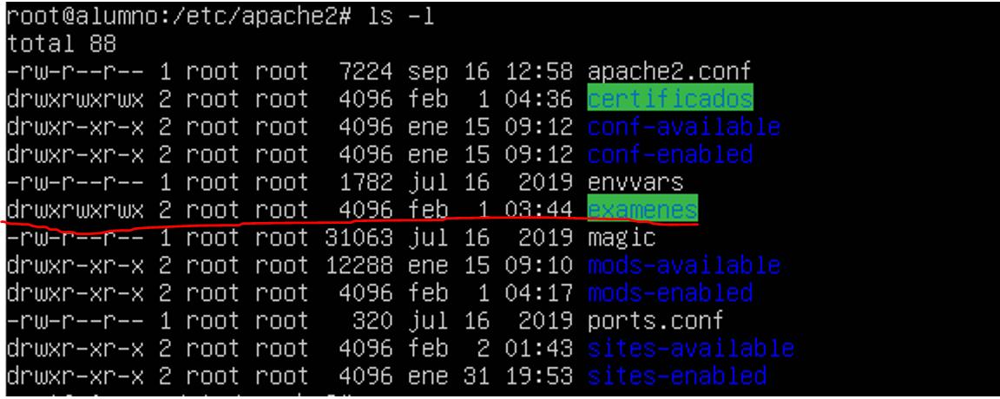 root@alumno:/etc/apache2# ls -l
total 88
-rw-r--r-- 1 root root 7224 sep 16 12:58 apache2.conf
drwxrwxrwx 2 root root 4096 feb 1 04:36 certificados
drwxr-xr-x 2 root root 4096 ene 15 09:12 conf-available
drwxr-xr-x 2 root root 4096 ene 15 09:12 conf-enabled
-rw-r--r-- 1 root root 1782 jul 16 2019 envvars
drwxrwxrwx 2 root root 4096 feb 1 03:44 examenes
-rw-r--r-- 1 root root 31063 jul 16 2019 magic
drwxr-xr-x 2 root root 12288 ene 15 09:10 mods-available
drwxr-xr-x 2 root root 4096 feb 1 04:17 mods-enabled
-rw-r--r-- 1 root root 320 jul 16 2019 ports.conf
drwxr-xr-x 2 root root 4096 feb 2 01:43 sites-available
drwxr-xr-x 2 root root 4096 ene 31 19:53 sites-enabled